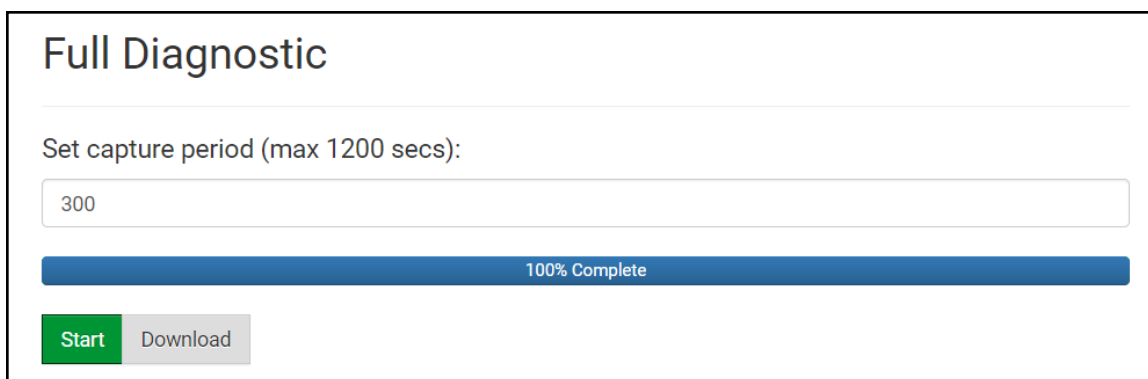 Full Diagnostic
Set capture period (max 1200 secs):
300
100% Complete
Start Download